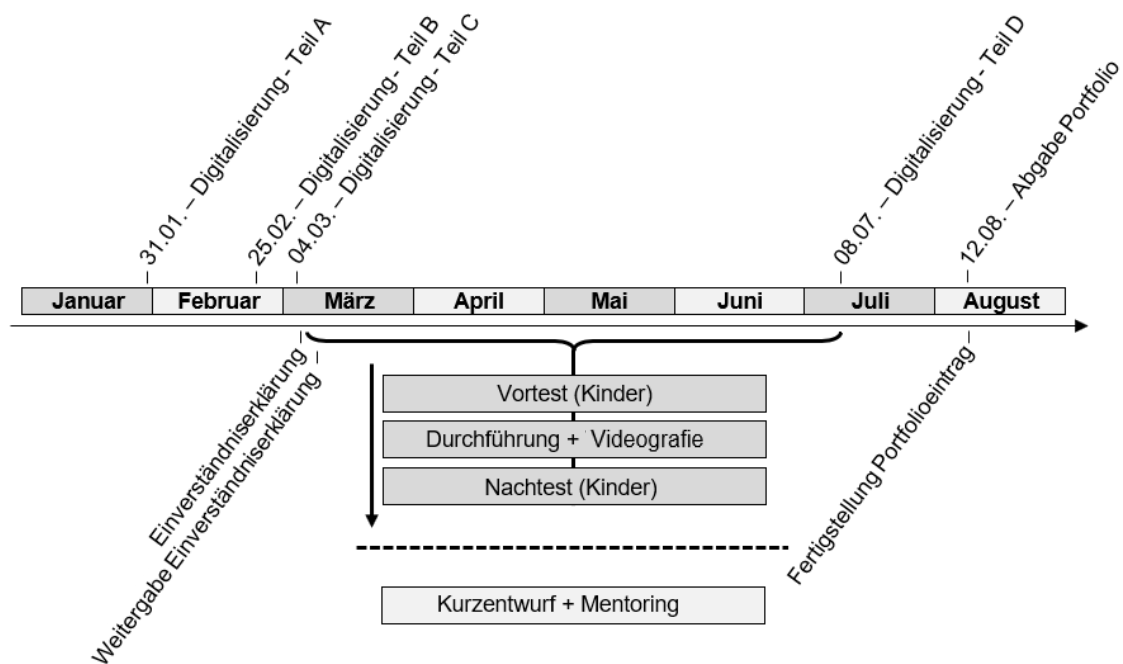 31.01. – Digitalisierung - Teil A
25.02. – Digitalisierung- Teil B
04.03. – Digitalisierung - Teil C
08.07. – Digitalisierung - Teil D
12.08. – Abgabe Portfolio
Januar Februar März April Mai Juni Juli August
Einverständniserklärung
Weitergabe Einverständniserklärung
Vortest (Kinder)
Durchführung + Videografie
Nachtest (Kinder)
Fertigstellung Portfolioeintrag
Kurzentwurf + Mentoring